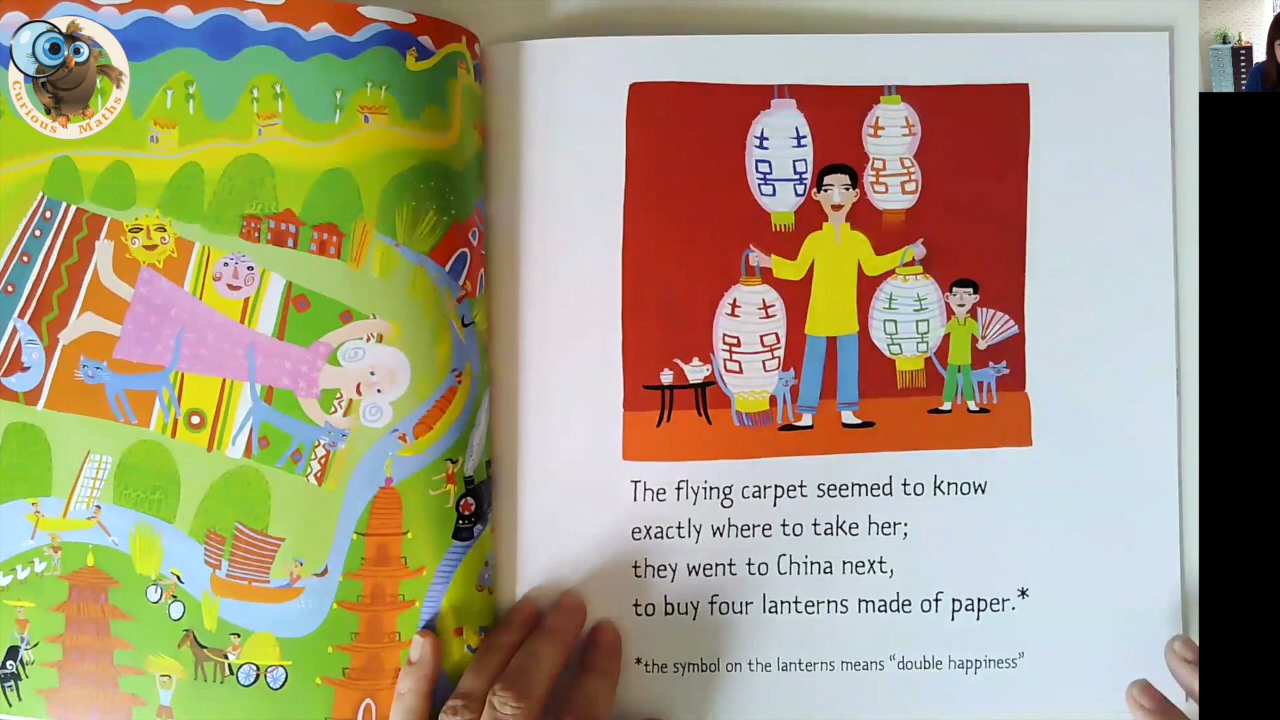 Curious Maths
The flying carpet seemed to know
exactly where to take her;
they went to China next,
to buy four lanterns made of paper.*
*the symbol on the lanterns means “double happiness”